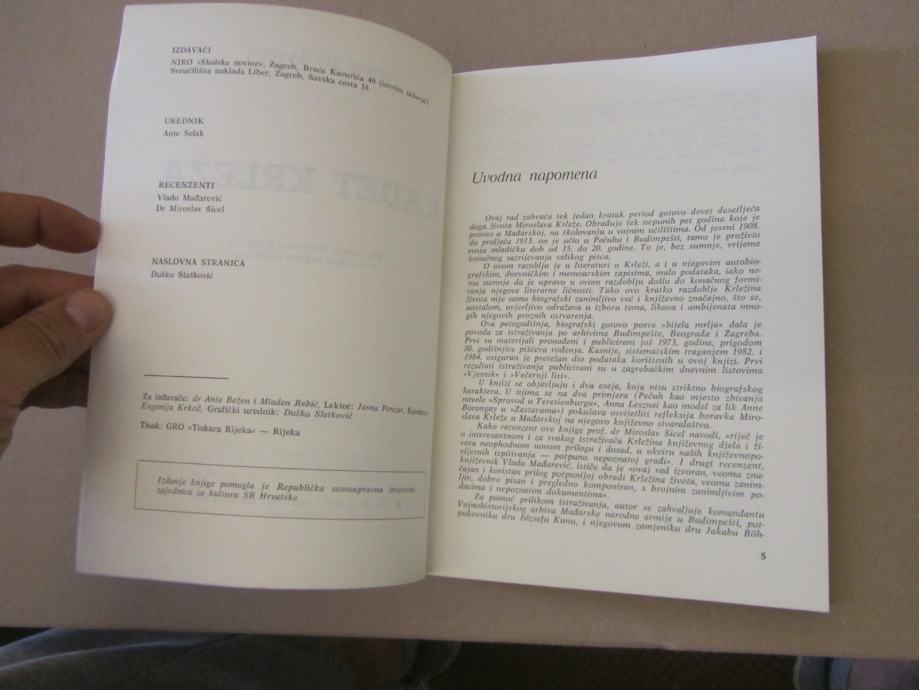 IZDAVAČI
NIRO »Školske novine«, Zagreb, Braće Kavurića 40 (izvršni izdavač)
Sveučilišna naklada Liber, Zagreb, Savska cesta 16
UREDNIK
Ante Selak
RECENZENTI
Vlado Mađarević
Dr Miroslav Šicel
NASLOVNA STRANICA
Duško Slatković
Za izdavače: dr Ante Bežen i Mladen Rebić, Lektor: Jasna Penzar,
Evgenija Krkoč, Grafički urednik: Duško Slatković
Tisak: GRO »Tiskara Rijeka« — Rijeka
Izdanje knjige pomogla je Republička samoupravna interesna
zajednica za kulturu SR Hrvatske
Uvodna napomena
Ovaj rad zahvaća tek jedan kratak period gotovo devet desetljeća
duga života Miroslava Krleže. Obrađuje tek nepunih pet godina koje je
proveo u Mađarskoj, na školovanju u vojnim učilištima. Od jeseni 1908.
do proljeća 1913. on je učio u Pečuhu i Budimpešti, tamo je proživio
svoju mladićku dob od 15. do 20. godine. To je, bez sumnje, vrijeme
konačnog sazrijevanja velikog pisca.
O ovom razoblju je u literaturi o Krleži, a i u njegovim autobio-
grafskim, dnevničkim i memoarskim zapisima, malo podataka, iako ne-
ma sumnje da je upravo u ovom razdoblju došlo do konačnog formi-
ranja njegove literarne ličnosti. Tako ovo kratko razdoblje Krležina
života nije samo biografski zanimljivo već i književno značajno, što se,
uostalom, uvjerljivo odražava u izboru tema, likova i ambijenata mno-
gih njegovih proznih ostvarenja.
Ova petogodišnja, biografski gotovo posve »bijela mrlja« dala je
povoda za istraživanja po arhivima Budimpešte, Beograda i Zagreba.
Prvi su materijali pronađeni i publicirani još 1973. godine, prigodom
80. godišnjice piščeva rođenja. Kasnije, sistematskim traganjem 1982. i
1984. osiguran je pretežan dio podataka korištenih u ovoj knjizi. Prvi
rezultati istraživanja publicirani su u zagrebačkim dnevnim listovima
»Vjesnik« i »Večernji list«.
U knjizi se objavljuju i dva eseja, koja nisu striktno biografskog
karaktera. U njima se na dva primjera (Pečuh kao mjesto zbivanja
novele »Sprovod u Teresienburgu«, Anna Lesznai kao model za lik Anne
Borongay u »Zastavama«) pokušava osvijetliti refleksija boravka Miro-
slava Krleže u Mađarskoj na njegovo književno stvaralaštvo.
Kako recenzent ove knjige prof. dr Miroslav Šicel navodi, »riječ je
o interesantnom i za svakog istraživača Krležina književnog djela i ži-
vota neophodnom novom prilogu i dosad, u okviru naših književnopo-
vijesnih ispitivanja — potpuno nepoznatoj građi«. I drugi recenzent,
književnik Vlado Mađarević, ističe da je »ovaj rad izvoran, veoma zna-
čajan i koristan prilog potpunijoj obradi Krležina života, veoma zanim-
ljiv, dobro pisan i pregledno komponiran, s brojnim zanimljivim po-
dacima i nepoznatim dokumentima«.
Za pomoć prilikom istraživanja, autor se zahvaljuje komandantu
Vojnohistorijskog arhiva Mađarske narodne armije u Budimpešti, pot-
pukovniku dru Józsefu Kunu, i njegovom zamjeniku dru Jakabu Böh-
5